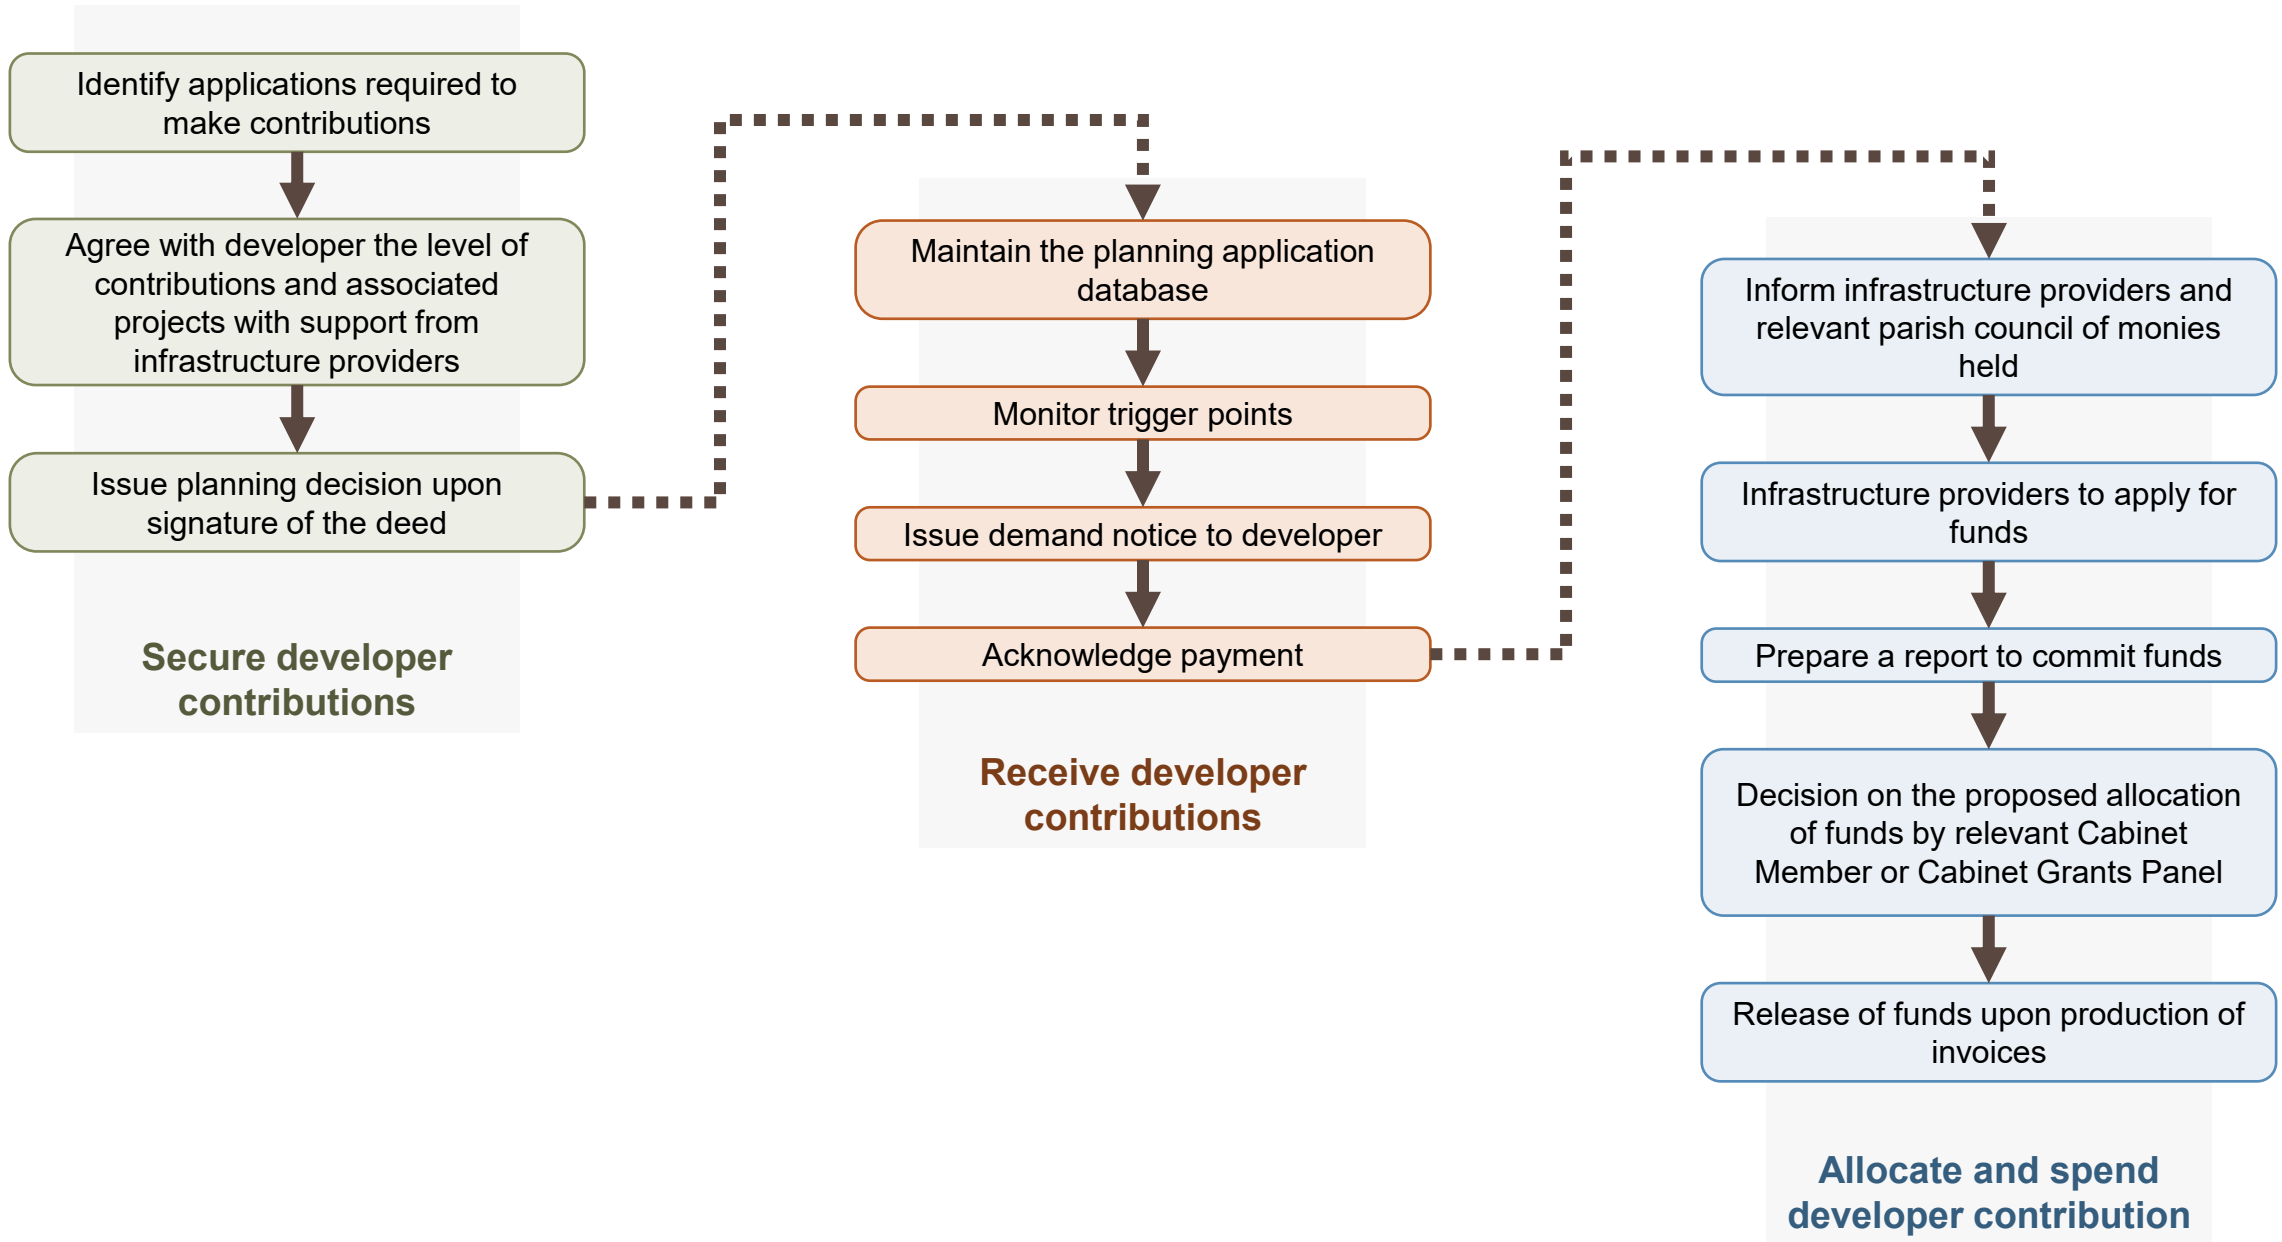 Identify applications required to
make contributions
Agree with developer the level of
contributions and associated
projects with support from
infrastructure providers
Issue planning decision upon
signature of the deed
Secure developer
contributions
Maintain the planning application
database
Monitor trigger points
Issue demand notice to developer
Acknowledge payment
Receive developer
contributions
Inform infrastructure providers and
relevant parish council of monies
held
Infrastructure providers to apply for
funds
Prepare a report to commit funds
Decision on the proposed allocation
of funds by relevant Cabinet
Member or Cabinet Grants Panel
Release of funds upon production of
invoices
Allocate and spend
developer contribution